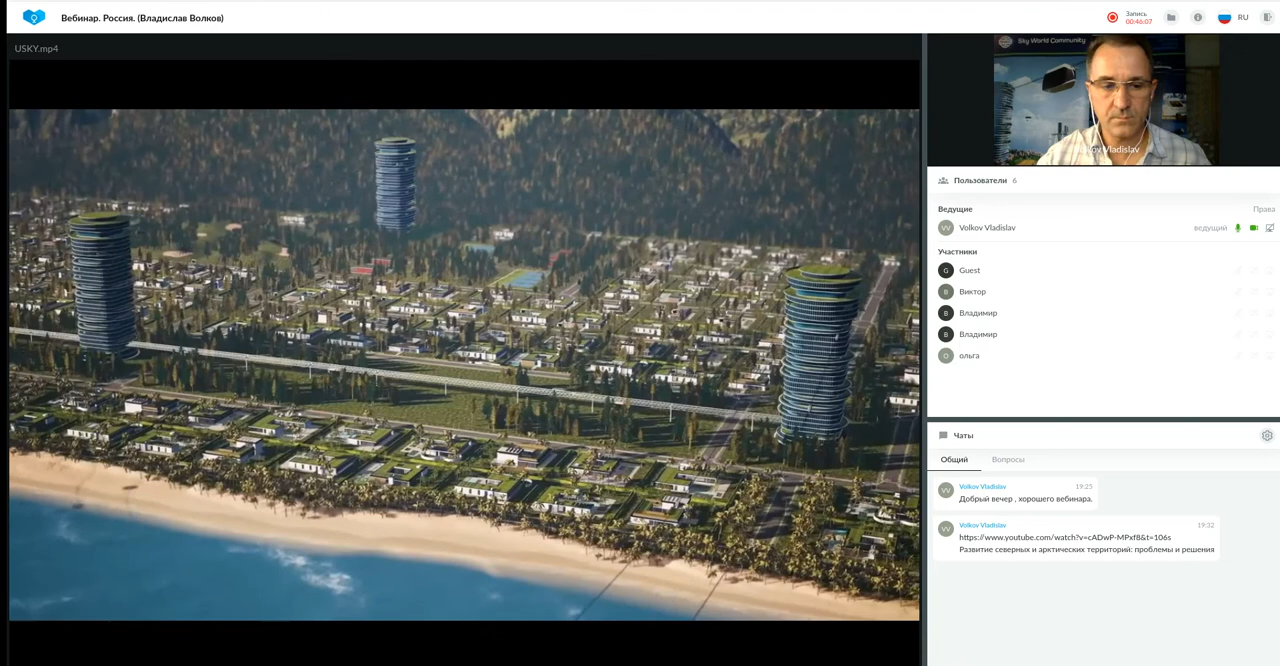 Вебинар. Россия. (Владислав Волков)
Запись
00:46:07
RU
USKY.mp4
Sky World Community
Vladislav
Пользователи 6
Ведущие Права
VV Volkov Vladislav ведущий
Участники
G Guest
В Виктор
В Владимир
В Владимир
О ольга
Чаты
Общий Вопросы
VV Volkov Vladislav 19:25
Добрый вечер , хорошего вебинара.
VV Volkov Vladislav 19:32
https://www.youtube.com/watch?v=cADwP-MPxf8&t=106s
Развитие северных и арктических территорий: проблемы и решения